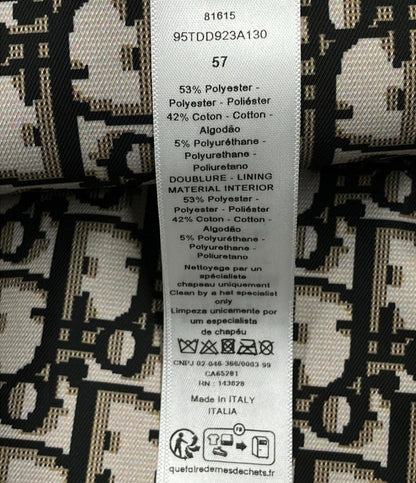 81615
95TDD923A130
57
53% Polyester -
Polyester - Poliéster
42% Coton - Cotton -
Algodão
5% Polyuréthane -
Polyurethane -
Poliuretano
DOUBLURE - LINING
MATERIAL INTERIOR
53% Polyester -
Polyester - Poliéster
42% Coton - Cotton -
Algodão
5% Polyuréthane -
Polyurethane -
Poliuretano
Nettoyage par un
spécialiste
chapeau uniquement
Clean by a hat specialist
only
Limpeza unicamente por
um especialista
de chapéu
CNPJ 02-046-366/0003-99
CA65281
RN : 143028
Made in ITALY
ITALIA
FR
quefairedemesdechets.fr